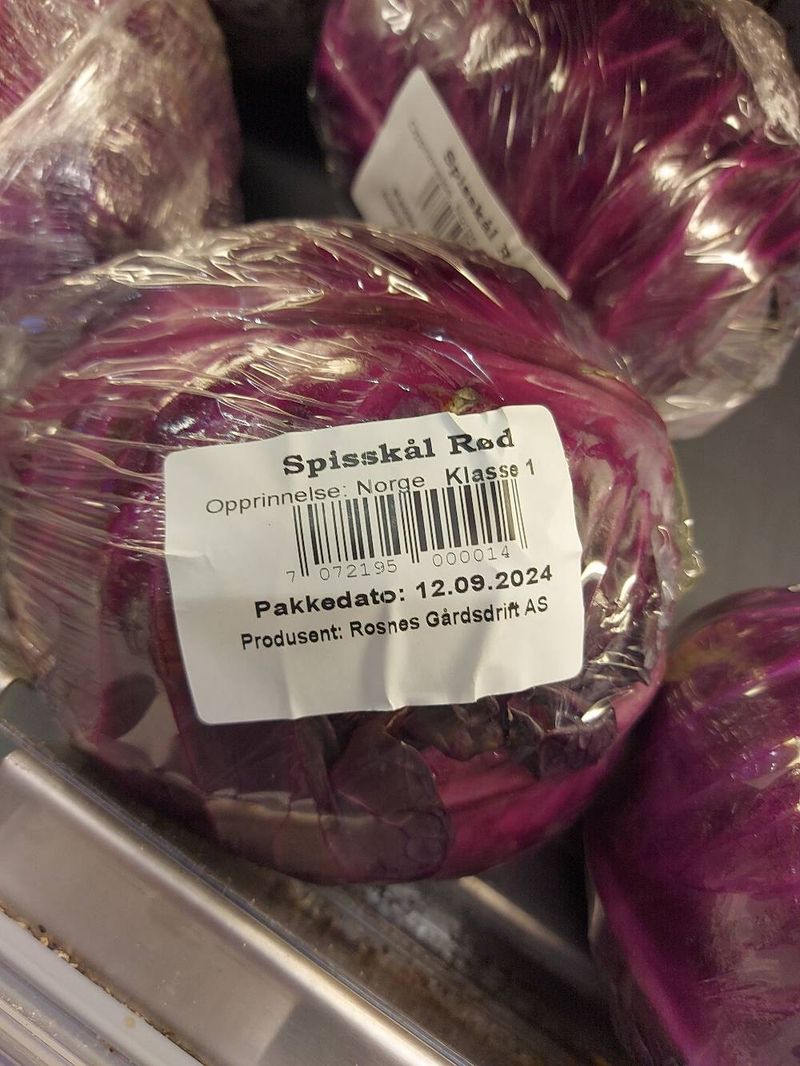 Spisskål Rød
Opprinnelse: Norge Klasse 1
7 072195 000014
Pakkedato: 12.09.2024
Produsent: Rosnes Gårdsdrift AS
Spisskål R